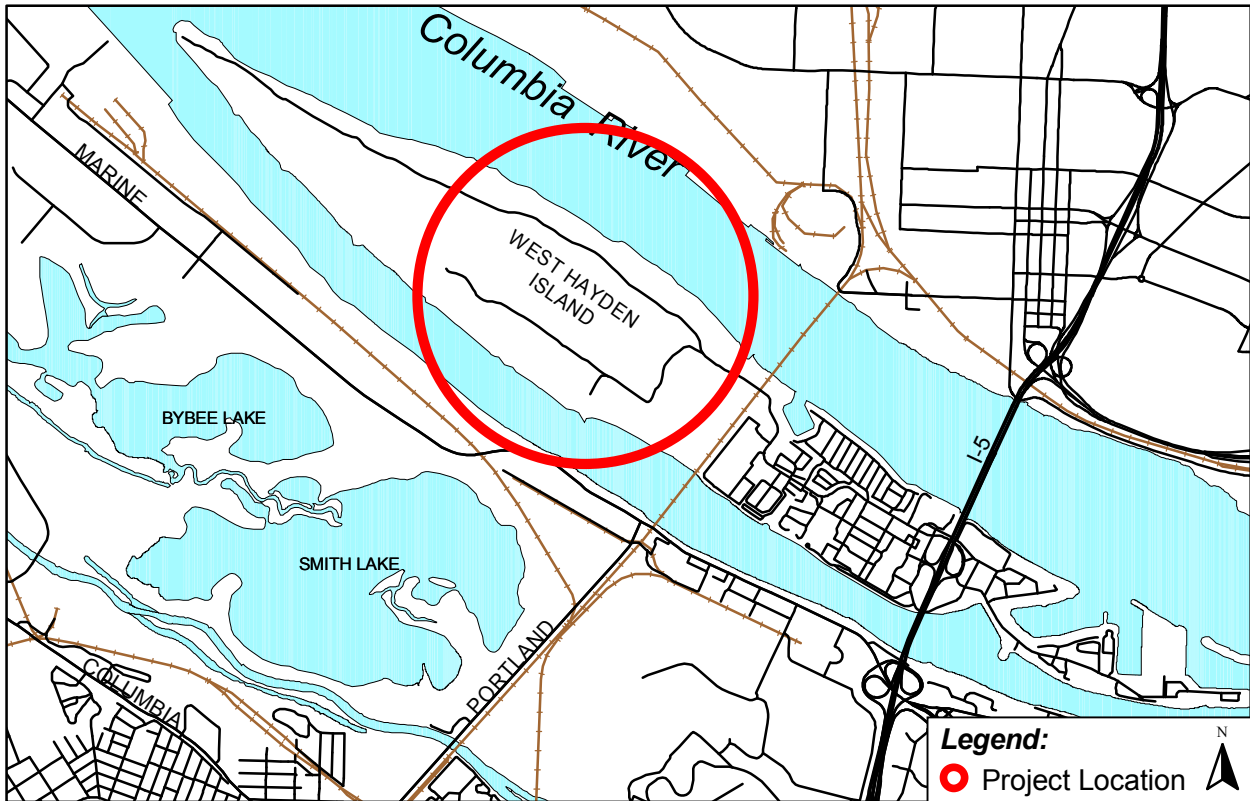 Columbia River
MARINE
WEST HAYDEN
ISLAND
BYBEE LAKE
I-5
SMITH LAKE
PORTLAND
COLUMBIA
Legend:
N
Project Location